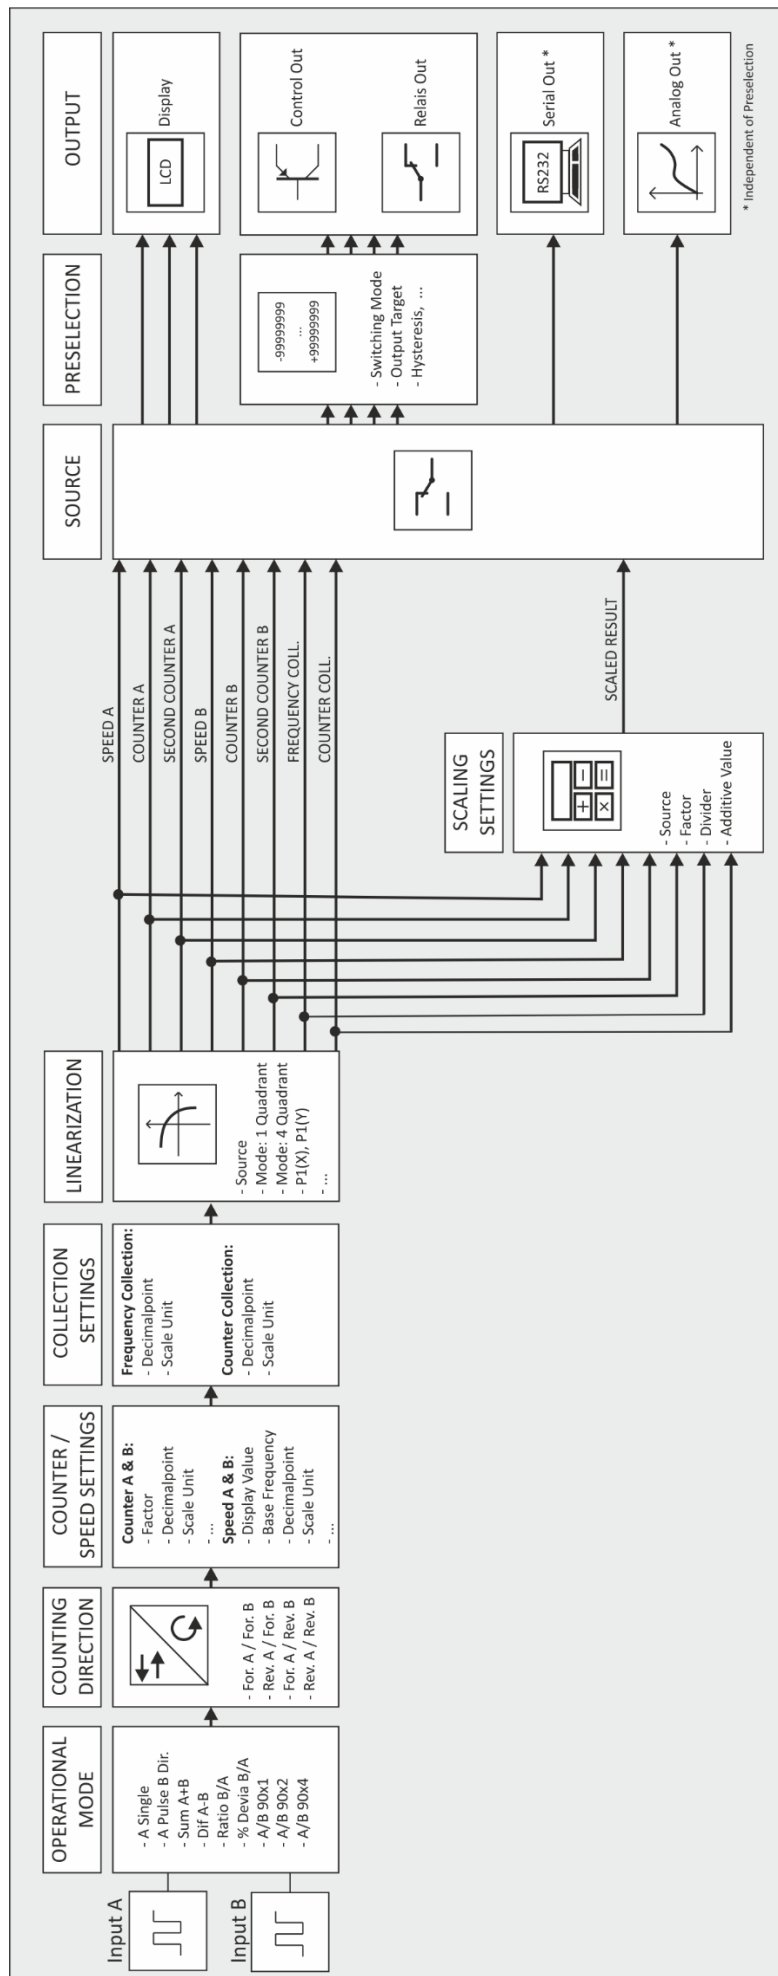 Input A
Input B
OPERATIONAL
MODE
- A Single
- A Pulse B Dir.
- Sum A+B
- Dif A-B
- Ratio B/A
- % Devia B/A
- A/B 90x1
- A/B 90x2
- A/B 90x4
COUNTING
DIRECTION
- For. A / For. B
- Rev. A / For. B
- For. A / Rev. B
- Rev. A / Rev. B
COUNTER /
SPEED SETTINGS
Counter A & B:
- Factor
- Decimalpoint
- Scale Unit
- ...
Speed A & B:
- Display Value
- Base Frequency
- Decimalpoint
- Scale Unit
- ...
COLLECTION
SETTINGS
Frequency Collection:
- Decimalpoint
- Scale Unit
Counter Collection:
- Decimalpoint
- Scale Unit
LINEARIZATION
- Source
- Mode: 1 Quadrant
- Mode: 4 Quadrant
- P1(X), P1(Y)
- ...
SPEED A
COUNTER A
SECOND COUNTER A
SPEED B
COUNTER B
SECOND COUNTER B
FREQUENCY COLL.
COUNTER COLL.
SCALING
SETTINGS
+ −
× =
- Source
- Factor
- Divider
- Additive Value
SCALED RESULT
SOURCE
PRESELECTION
-99999999
...
+99999999
- Switching Mode
- Output Target
- Hysteresis, ...
OUTPUT
LCD
Display
Control Out
Relais Out
RS232
Serial Out *
Analog Out *
* Independent of Preselection